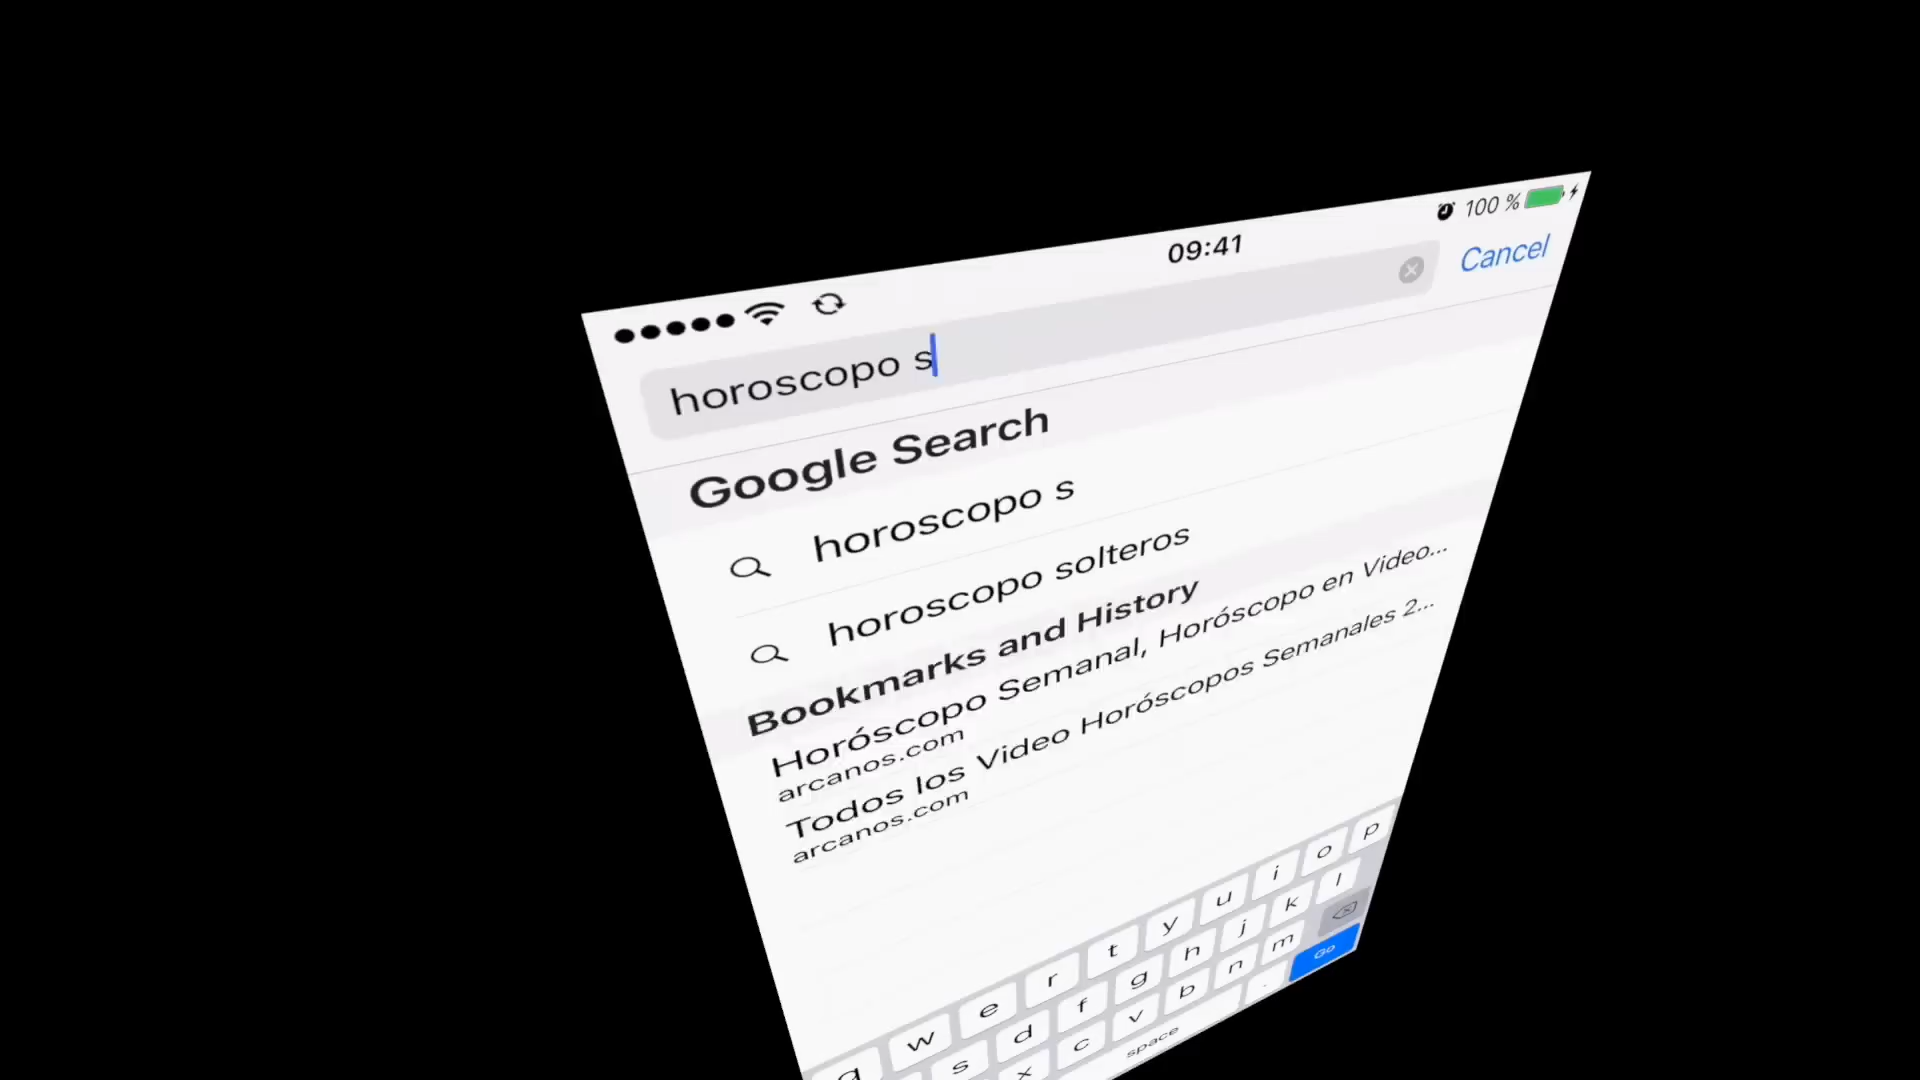 09:41
100 %
horoscopo s
Cancel
Google Search
horoscopo s
horoscopo solteros
Bookmarks and History
Horóscopo Semanal, Horóscopo en Video...
arcanos.com
Todos los Video Horóscopos Semanales 2...
arcanos.com
q w e r t y u i o p
s d f g h j k l
x c v b n m
space . Go